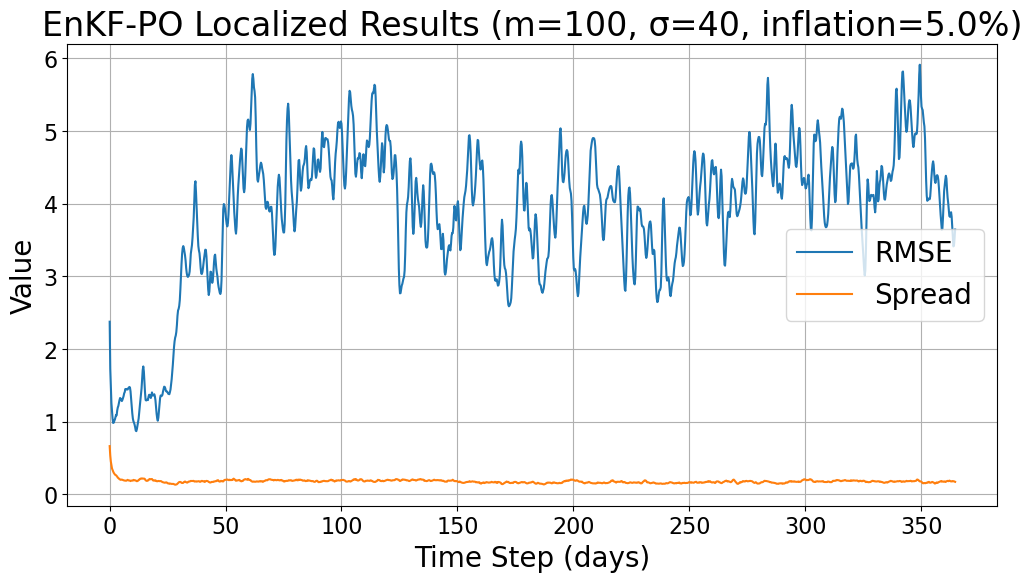 EnKF-PO Localized Results (m=100, σ=40, inflation=5.0%)
6
5
4
3
2
1
0
Value
RMSE
Spread
0 50 100 150 200 250 300 350
Time Step (days)